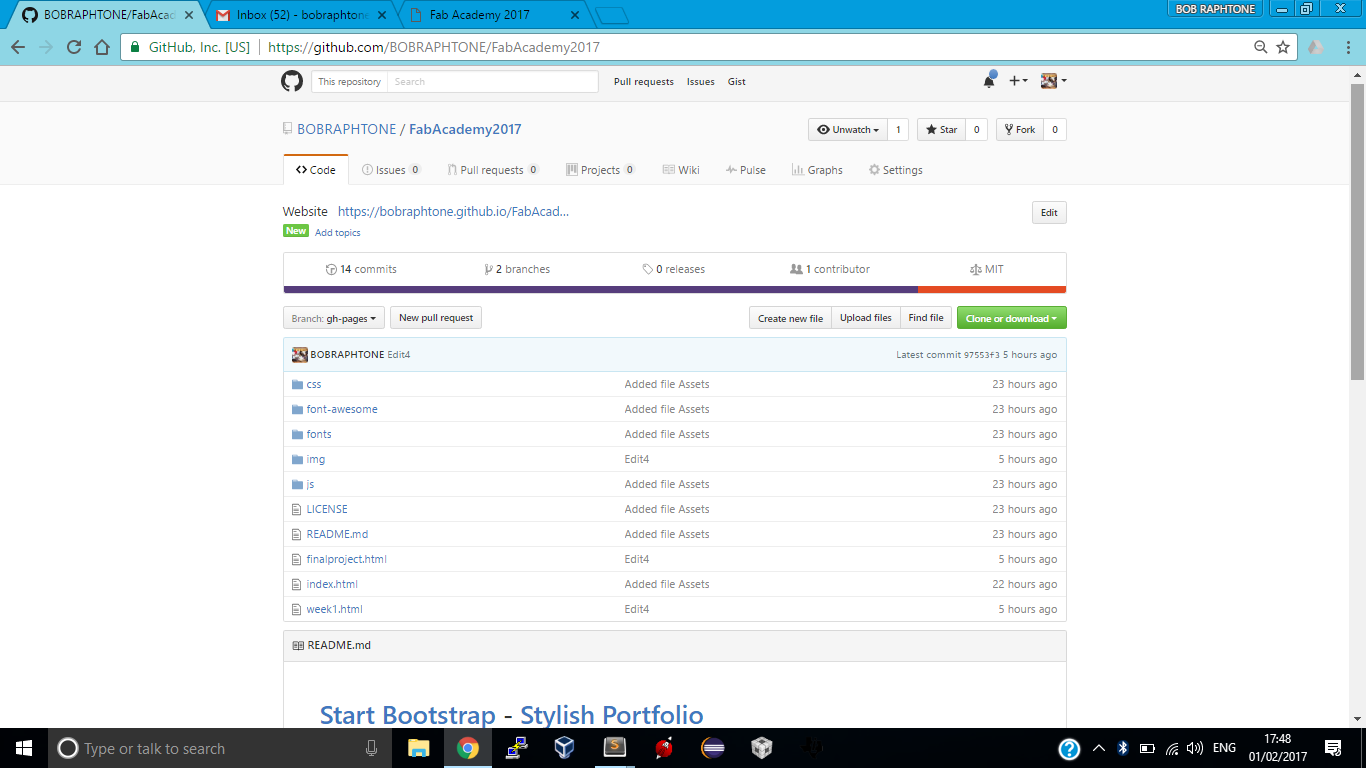 BOBRAPHTONE/FabAcad
Inbox (52) - bobraphtone
Fab Academy 2017
BOB RAPHTONE
GitHub, Inc. [US] https://github.com/BOBRAPHTONE/FabAcademy2017
This repository Search Pull requests Issues Gist
BOBRAPHTONE / FabAcademy2017
Unwatch 1 Star 0 Fork 0
Code Issues 0 Pull requests 0 Projects 0 Wiki Pulse Graphs Settings
Website https://bobraphtone.github.io/FabAcad... Edit
New Add topics
14 commits 2 branches 0 releases 1 contributor MIT
Branch: gh-pages New pull request Create new file Upload files Find file Clone or download
BOBRAPHTONE Edit4 Latest commit 97553f3 5 hours ago
css Added file Assets 23 hours ago
font-awesome Added file Assets 23 hours ago
fonts Added file Assets 23 hours ago
img Edit4 5 hours ago
js Added file Assets 23 hours ago
LICENSE Added file Assets 23 hours ago
README.md Added file Assets 23 hours ago
finalproject.html Edit4 5 hours ago
index.html Added file Assets 22 hours ago
week1.html Edit4 5 hours ago
README.md
Start Bootstrap - Stylish Portfolio
Type or talk to search
ENG
17:48
01/02/2017